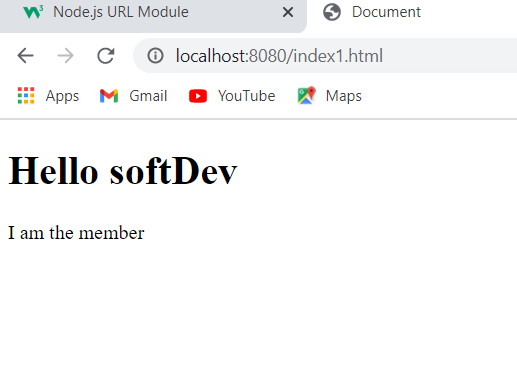 Node.js URL Module
Document
localhost:8080/index1.html
Apps
Gmail
YouTube
Maps
Hello softDev
I am the member